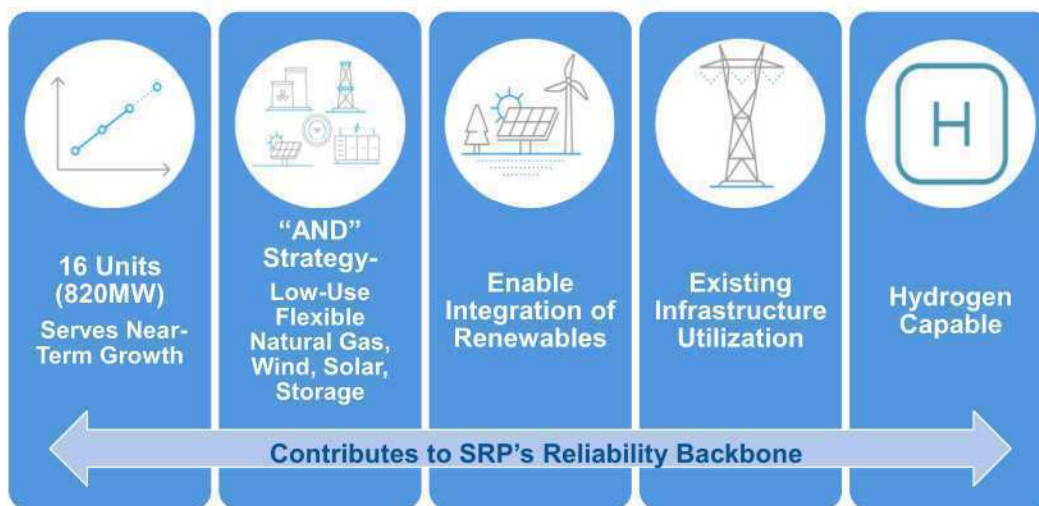 16 Units
(820MW)
Serves Near-
Term Growth
“AND”
Strategy-
Low-Use
Flexible
Natural Gas,
Wind, Solar,
Storage
Enable
Integration of
Renewables
Existing
Infrastructure
Utilization
H
Hydrogen
Capable
Contributes to SRP’s Reliability Backbone